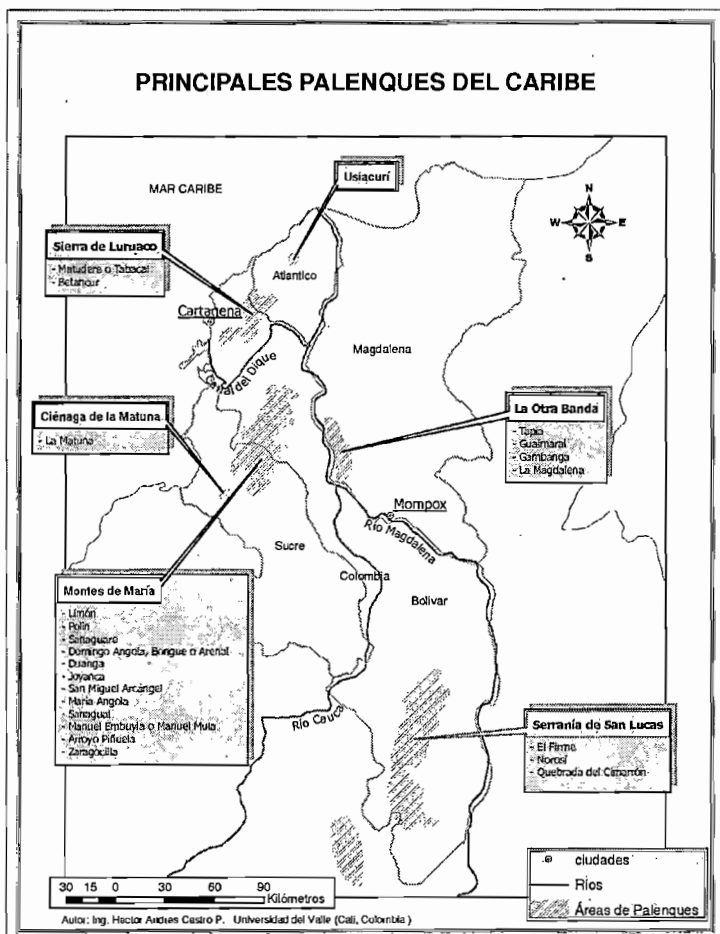 PRINCIPALES PALENQUES DEL CARIBE
MAR CARIBE
Usiacurí
N
W E
S
Sierra de Luruaco
- Matudere o Tabacal
- Betancur
Atlantico
Cartagena
Canal del Dique
Magdalena
Ciénaga de la Matuna
- La Matuna
La Otra Banda
- Tapia
- Guaimaral
- Gambanga
- La Magdalena
Mompox
Río Magdalena
Sucre
Colombia
Bolivar
Montes de María
- Limón
- Polín
- Sanaguare
- Domingo Angola, Bongue o Arenal
- Duanga
- Joyanca
- San Miguel Arcángel
- María Angola
- Sanagual
- Manuel Embuyla o Manuel Mula
- Arroyo Piñuela
- Zaragocilla
Río Cauca
Serranía de San Lucas
- El Firme
- Norosí
- Quebrada del Cimarrón
ciudades
Ríos
Áreas de Palenques
30 15 0 30 60 90
Kilómetros
Autor: Ing. Hector Andres Castro P. Universidad del Valle (Cali, Colombia)